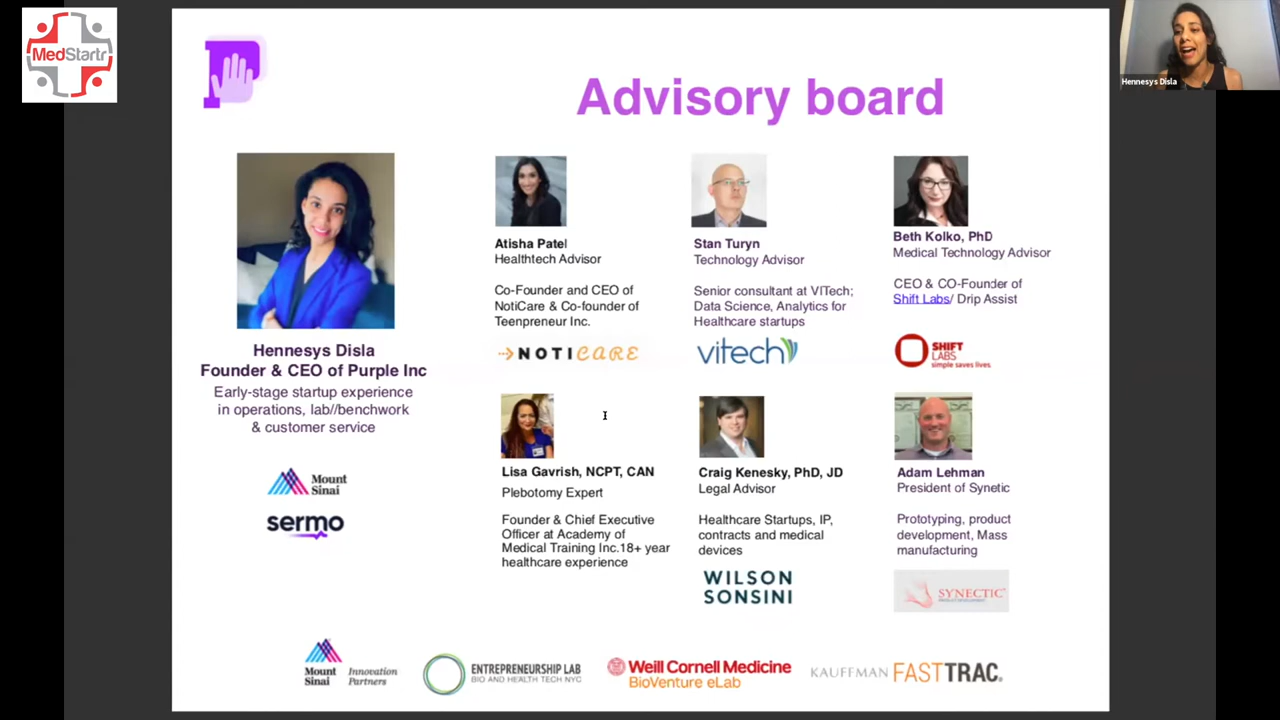 MedStartr
Hennesys Disla
Advisory board
Hennesys Disla
Founder & CEO of Purple Inc
Early-stage startup experience
in operations, lab//benchwork
& customer service
Mount
Sinai
sermo
Atisha Patel
Healthtech Advisor
Co-Founder and CEO of
NotiCare & Co-founder of
Teenpreneur Inc.
NOTICARE
Stan Turyn
Technology Advisor
Senior consultant at VITech;
Data Science, Analytics for
Healthcare startups
vitech
Beth Kolko, PhD
Medical Technology Advisor
CEO & CO-Founder of
Shift Labs/ Drip Assist
SHIFT
LABS
simple saves lives
Lisa Gavrish, NCPT, CAN
Plebotomy Expert
Founder & Chief Executive
Officer at Academy of
Medical Training Inc.18+ year
healthcare experience
Craig Kenesky, PhD, JD
Legal Advisor
Healthcare Startups, IP,
contracts and medical
devices
WILSON
SONSINI
Adam Lehman
President of Synetic
Prototyping, product
development, Mass
manufacturing
SYNECTIC
Mount
Sinai
Innovation
Partners
ENTREPRENEURSHIP LAB
BIO AND HEALTH TECH NYC
Weill Cornell Medicine
BioVenture eLab
KAUFFMAN FASTTRAC